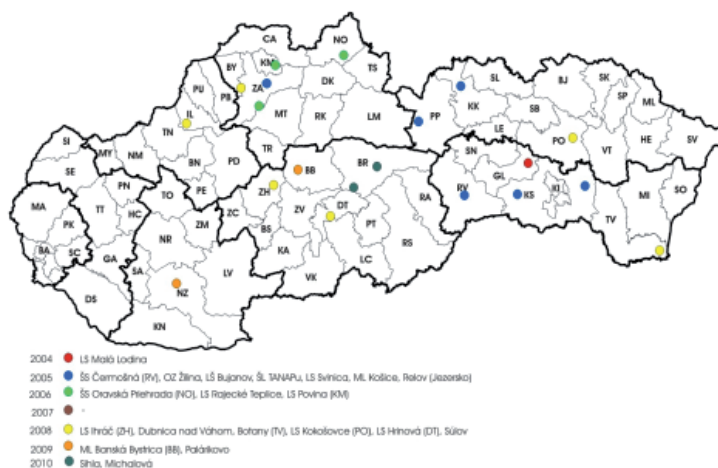 CA
NO
BY
KM
TS
PU
PB
ZA
DK
IL
MT
RK
LM
TN
SI
MY
NM
BN
PD
TR
SE
PE
PN
TO
MA
TT
HC
PK
ZM
NR
BA
SC
GA
SA
DS
NZ
KN
LV
BB
BR
ZH
ZC
ZV
DT
RA
BS
PT
KA
RS
LC
VK
SL
BJ
SK
SP
PP
KK
SB
ML
LE
PO
VT
HE
SV
SN
GL
RV
KS
KI
TV
MI
SO
2004 LS Malá Lodina
2005 ŠS Čermošná (RV), OZ Žilina, LŠ Bujanov, ŠL TANAPu, LS Svinica, ML Košice, Relov (Jezersko)
2006 ŠS Oravská Priehrada (NO), LS Rajecké Teplice, LS Povina (KM)
2007 -
2008 LS Ihráč (ZH), Dubnica nad Váhom, Botany (TV), LS Kokošovce (PO), LS Hriňová (DT), Súľov
2009 ML Banská Bystrica (BB), Palárikovo
2010 Sihla, Michalová